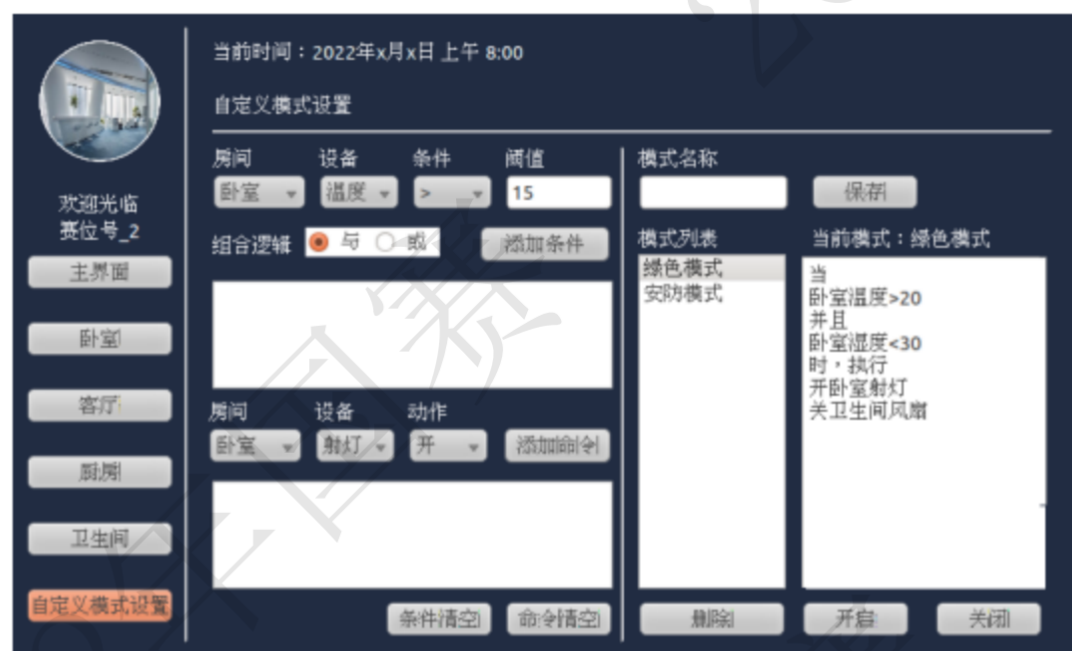 当前时间：2022年x月x日 上午 8:00
自定义模式设置
欢迎光临
赛位号_2
主界面
卧室
客厅
厨房
卫生间
自定义模式设置
房间 设备 条件 阈值
卧室 温度 > 15
组合逻辑 与 或 添加条件
房间 设备 动作
卧室 射灯 开 添加命令
条件清空 命令清空
模式名称
保存
模式列表
绿色模式
安防模式
删除
当前模式：绿色模式
当
卧室温度>20
并且
卧室湿度<30
时，执行
开卧室射灯
关卫生间风扇
开启 关闭